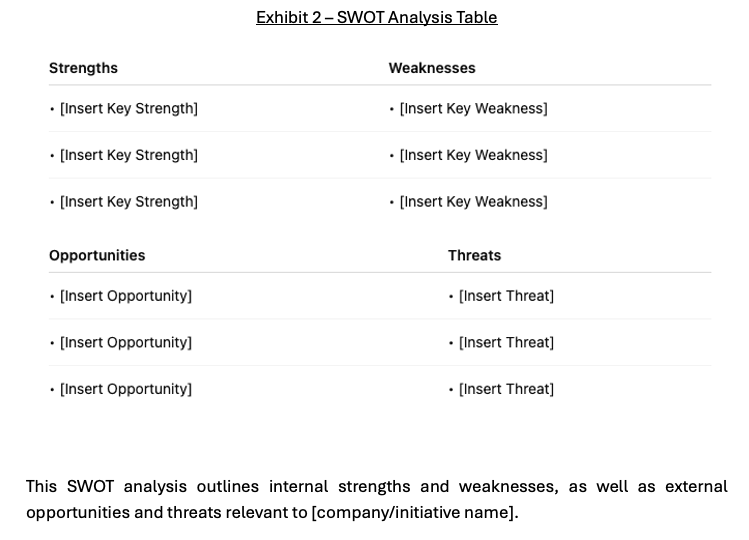 Exhibit 2 – SWOT Analysis Table
Strengths Weaknesses
• [Insert Key Strength] • [Insert Key Weakness]
• [Insert Key Strength] • [Insert Key Weakness]
• [Insert Key Strength] • [Insert Key Weakness]
Opportunities Threats
• [Insert Opportunity] • [Insert Threat]
• [Insert Opportunity] • [Insert Threat]
• [Insert Opportunity] • [Insert Threat]
This SWOT analysis outlines internal strengths and weaknesses, as well as external
opportunities and threats relevant to [company/initiative name].